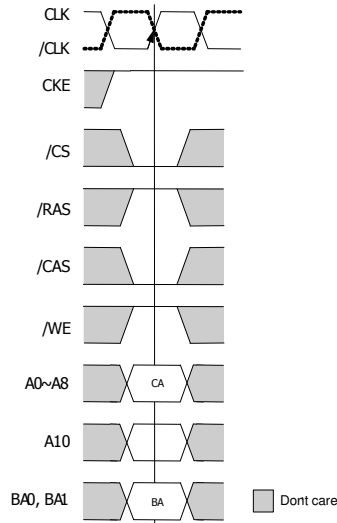 CLK
/CLK
CKE
/CS
/RAS
/CAS
/WE
A0~A8
CA
A10
BA0, BA1
BA
Dont care